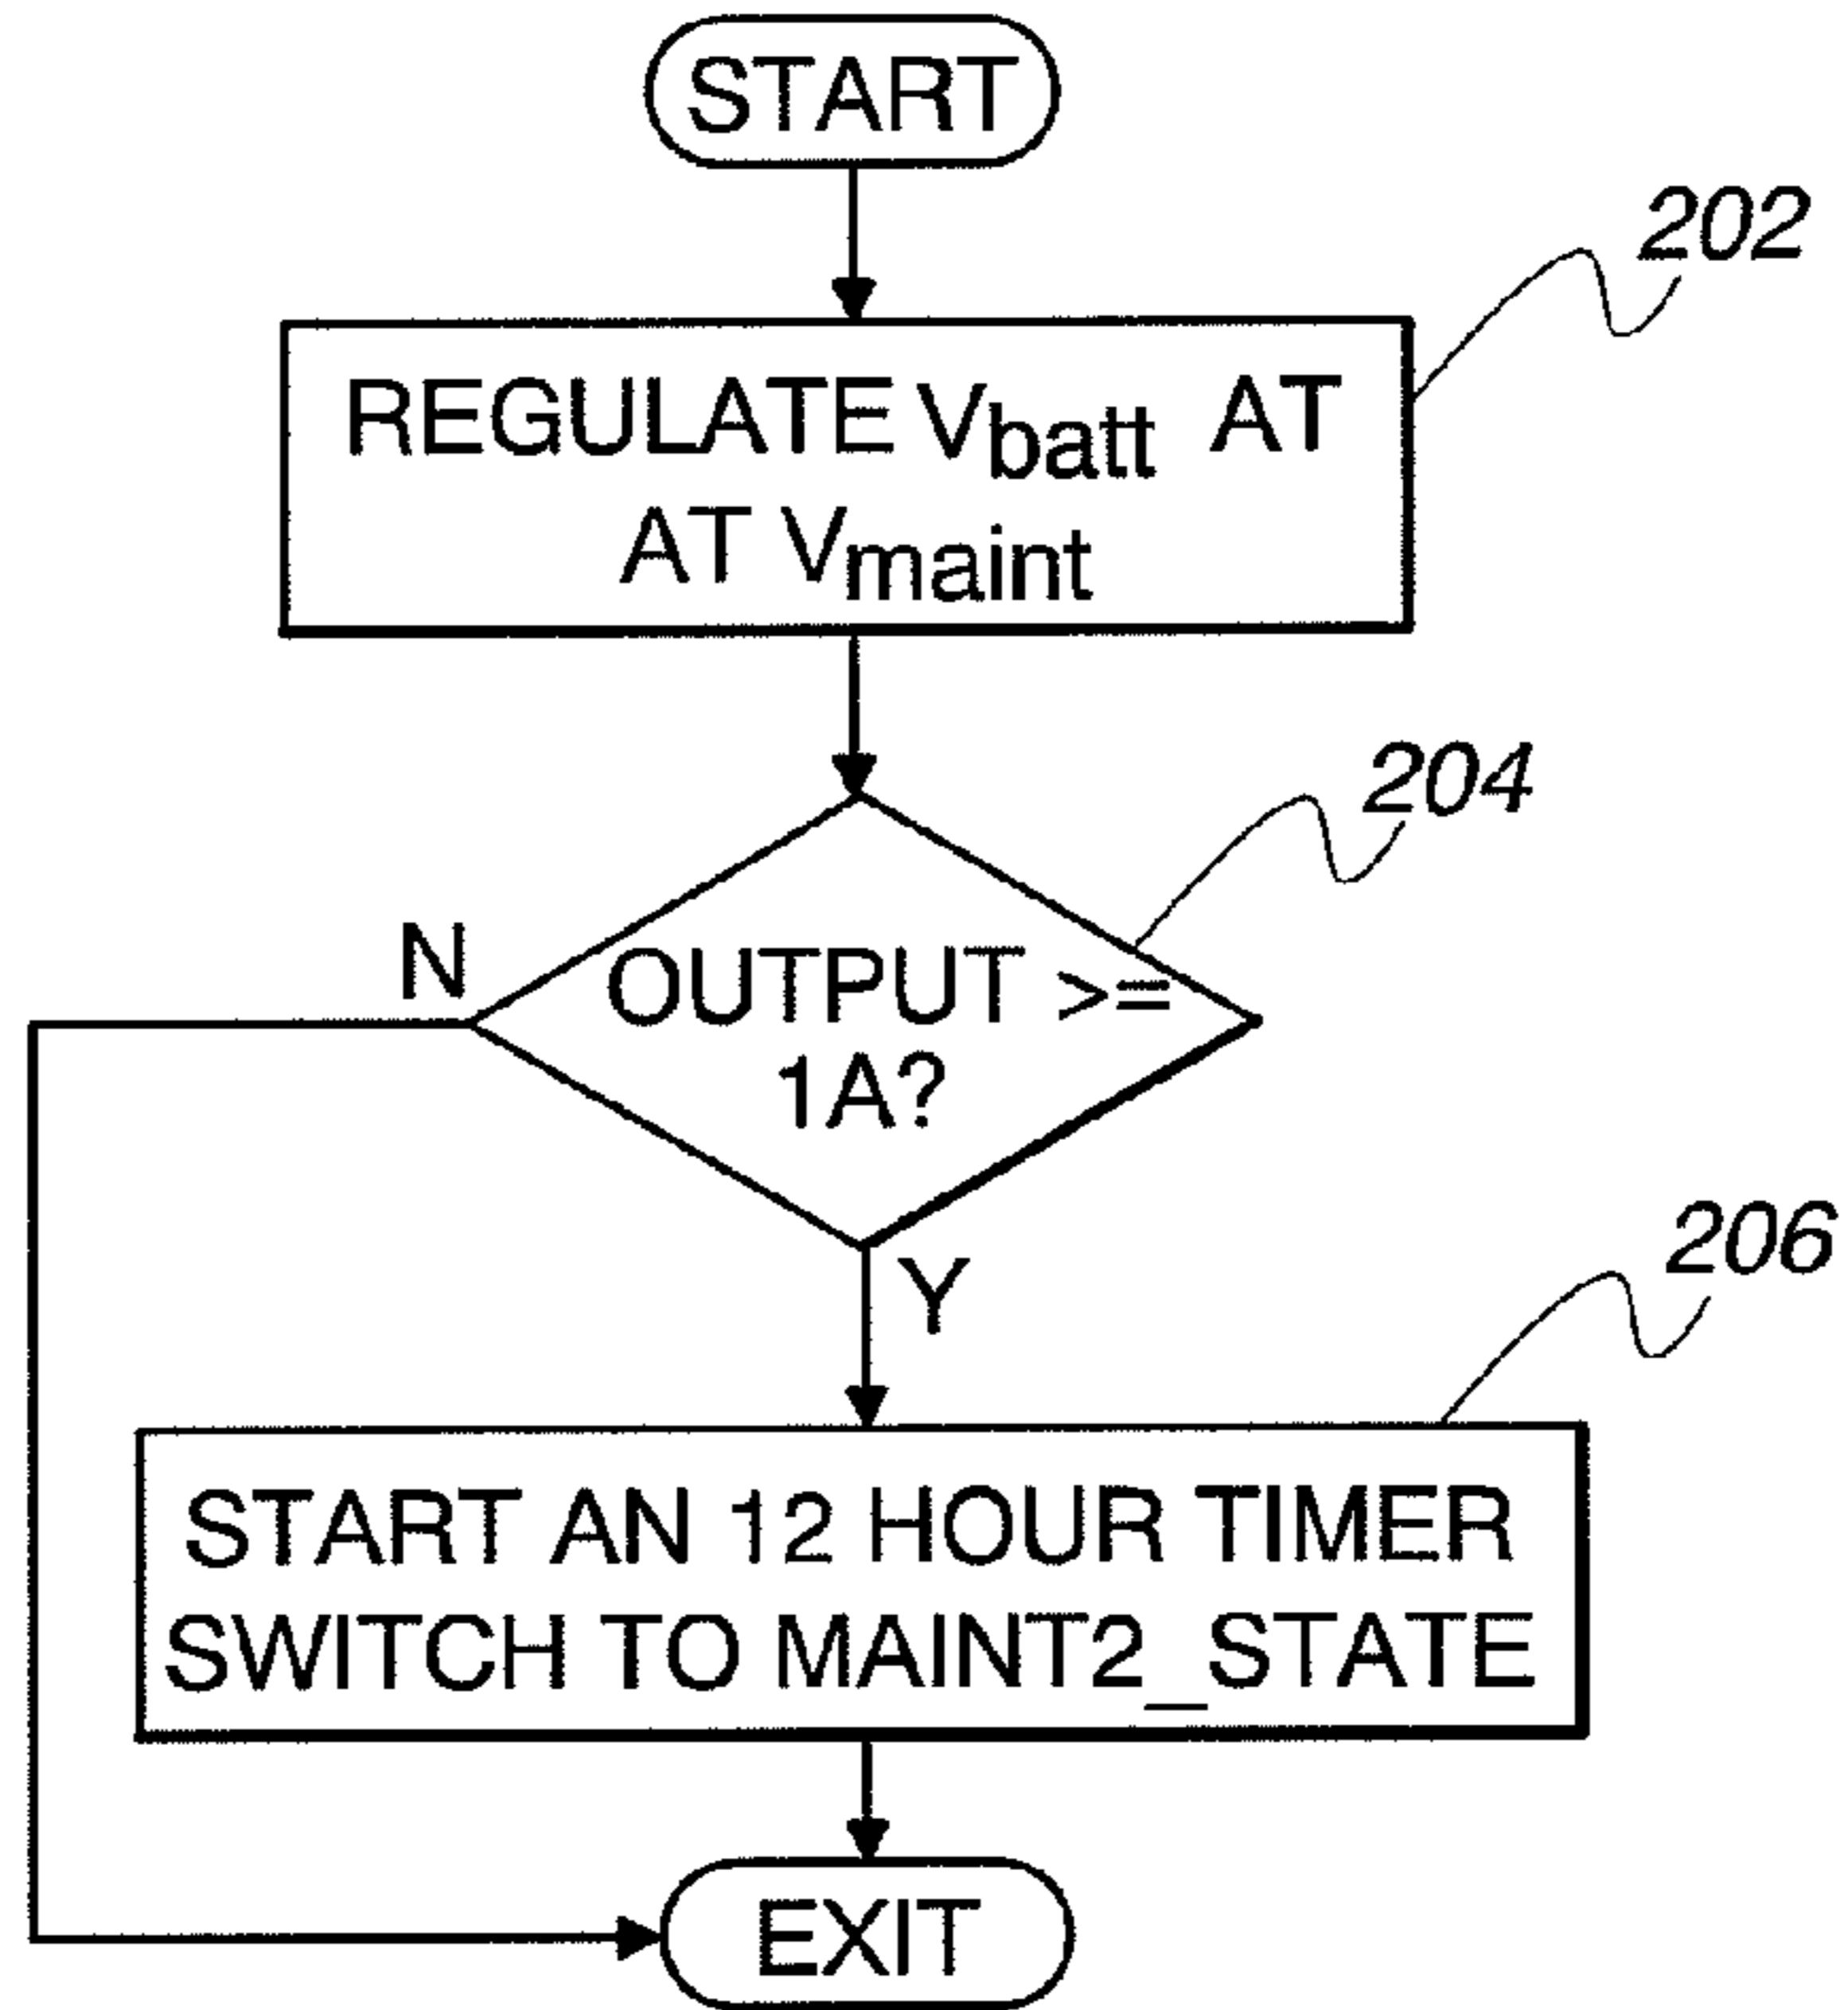 START
202
REGULATE Vbatt AT
AT Vmaint
204
N
OUTPUT >=
1A?
Y
206
START AN 12 HOUR TIMER
SWITCH TO MAINT2_STATE
EXIT